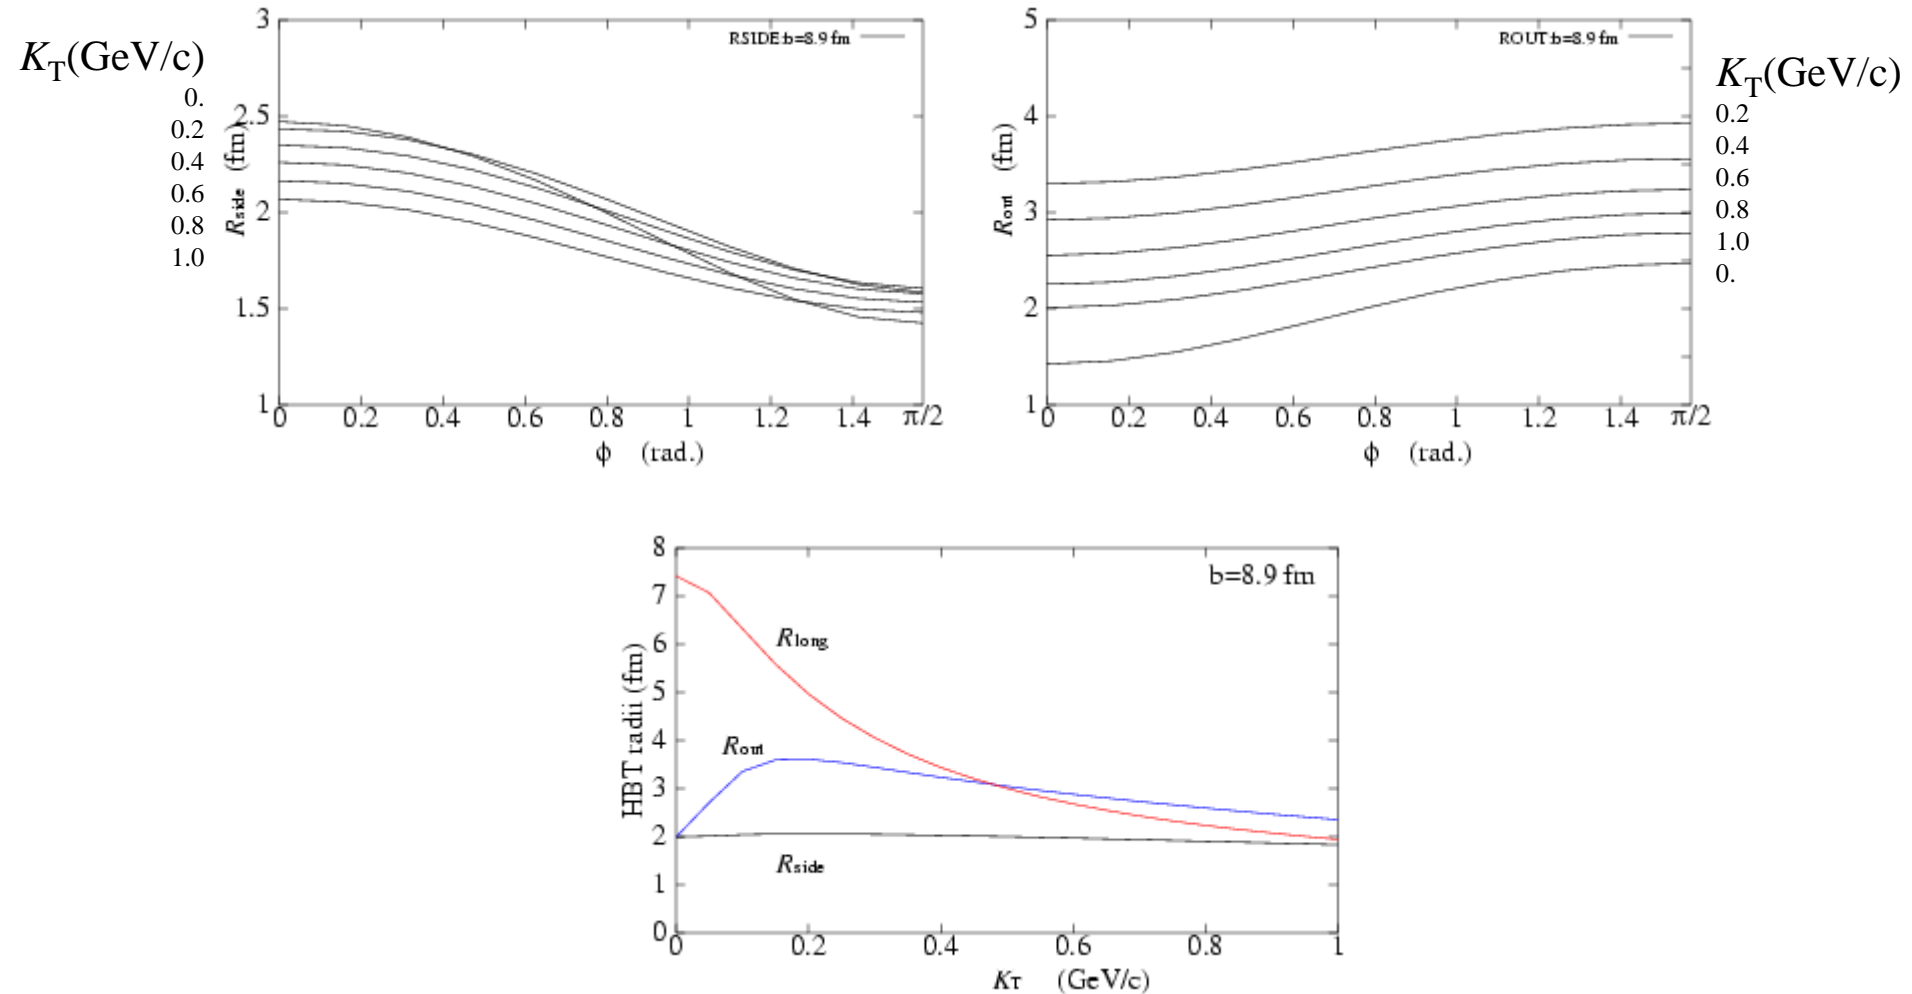 K_T(GeV/c)
0.
0.2
0.4
0.6
0.8
1.0
RSIDE:b=8.9 fm
3
2.5
2
1.5
1
Rside (fm)
0 0.2 0.4 0.6 0.8 1 1.2 1.4 π/2
ϕ (rad.)
ROUT:b=8.9 fm
5
4
3
2
1
Rout (fm)
0 0.2 0.4 0.6 0.8 1 1.2 1.4 π/2
ϕ (rad.)
K_T(GeV/c)
0.2
0.4
0.6
0.8
1.0
0.
b=8.9 fm
8
7
6
5
4
3
2
1
0
HBT radii (fm)
Rlong
Rout
Rside
0 0.2 0.4 0.6 0.8 1
KT (GeV/c)